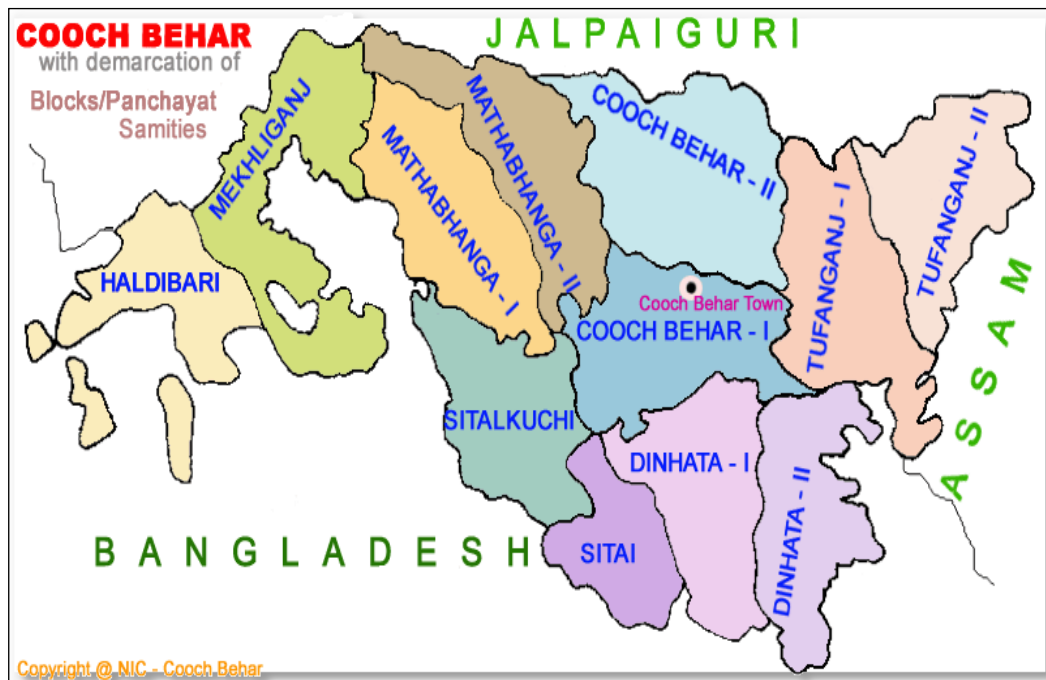 COOCH BEHAR
with demarcation of
Blocks/Panchayat
Samities
JALPAIGURI
MEKHLIGANJ
HALDIBARI
MATHABHANGA - I
MATHABHANGA - II
COOCH BEHAR - II
TUFANGANJ - I
TUFANGANJ - II
Cooch Behar Town
COOCH BEHAR - I
SITALKUCHI
DINHATA - I
DINHATA - II
SITAI
ASSAM
BANGLADESH
Copyright @ NIC - Cooch Behar